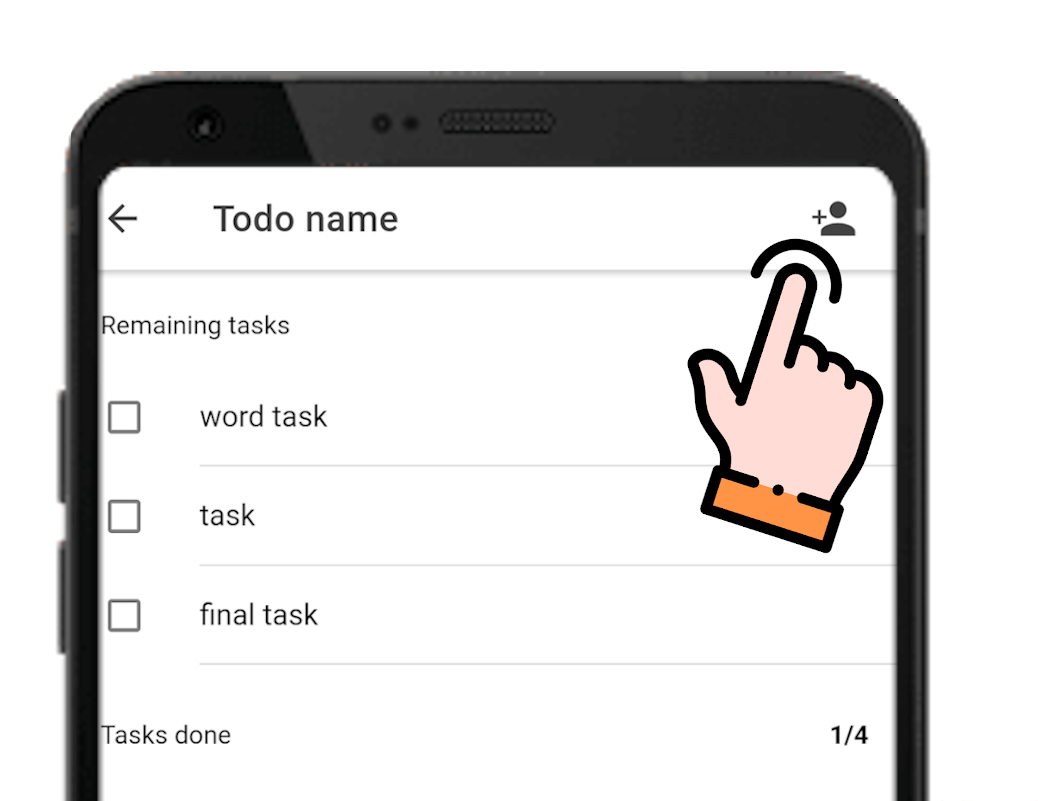 Todo name
Remaining tasks
word task
task
final task
Tasks done 1/4